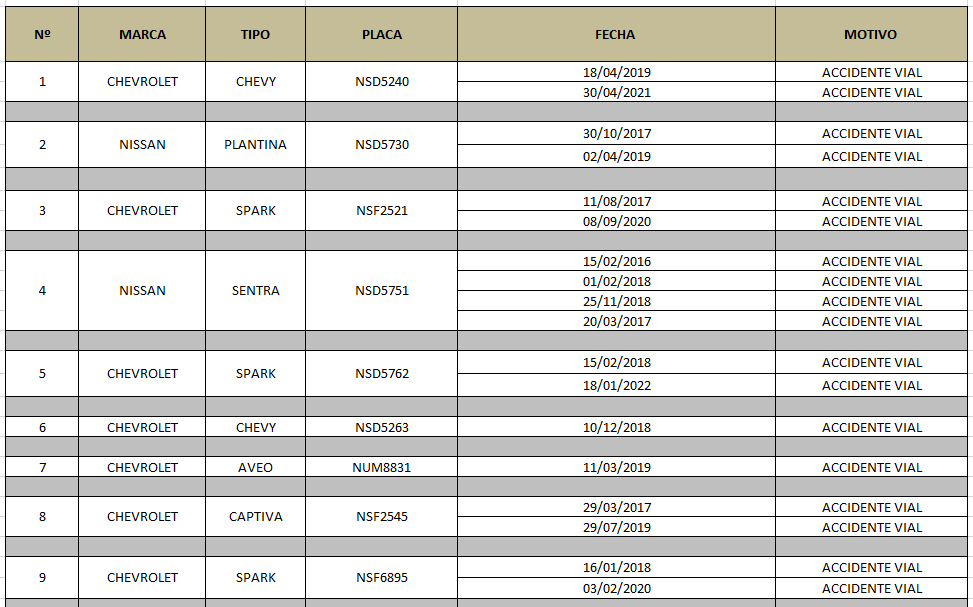 Nº MARCA TIPO PLACA FECHA MOTIVO
1 CHEVROLET CHEVY NSD5240 18/04/2019 ACCIDENTE VIAL
30/04/2021 ACCIDENTE VIAL
2 NISSAN PLANTINA NSD5730 30/10/2017 ACCIDENTE VIAL
02/04/2019 ACCIDENTE VIAL
3 CHEVROLET SPARK NSF2521 11/08/2017 ACCIDENTE VIAL
08/09/2020 ACCIDENTE VIAL
4 NISSAN SENTRA NSD5751 15/02/2016 ACCIDENTE VIAL
01/02/2018 ACCIDENTE VIAL
25/11/2018 ACCIDENTE VIAL
20/03/2017 ACCIDENTE VIAL
5 CHEVROLET SPARK NSD5762 15/02/2018 ACCIDENTE VIAL
18/01/2022 ACCIDENTE VIAL
6 CHEVROLET CHEVY NSD5263 10/12/2018 ACCIDENTE VIAL
7 CHEVROLET AVEO NUM8831 11/03/2019 ACCIDENTE VIAL
8 CHEVROLET CAPTIVA NSF2545 29/03/2017 ACCIDENTE VIAL
29/07/2019 ACCIDENTE VIAL
9 CHEVROLET SPARK NSF6895 16/01/2018 ACCIDENTE VIAL
03/02/2020 ACCIDENTE VIAL